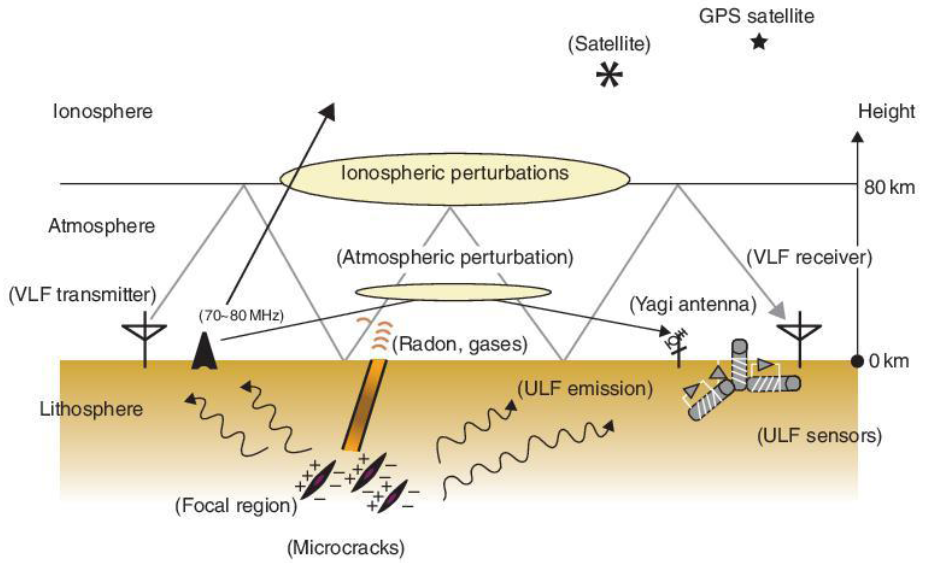 GPS satellite
(Satellite)
Ionosphere
Height
Ionospheric perturbations
80 km
Atmosphere
(Atmospheric perturbation)
(VLF receiver)
(VLF transmitter)
(Yagi antenna)
(70~80 MHz)
(Radon, gases)
0 km
Lithosphere
(ULF emission)
(ULF sensors)
+ + + + + + − −
+ + + + − −
+ + + + − −
(Focal region)
(Microcracks)